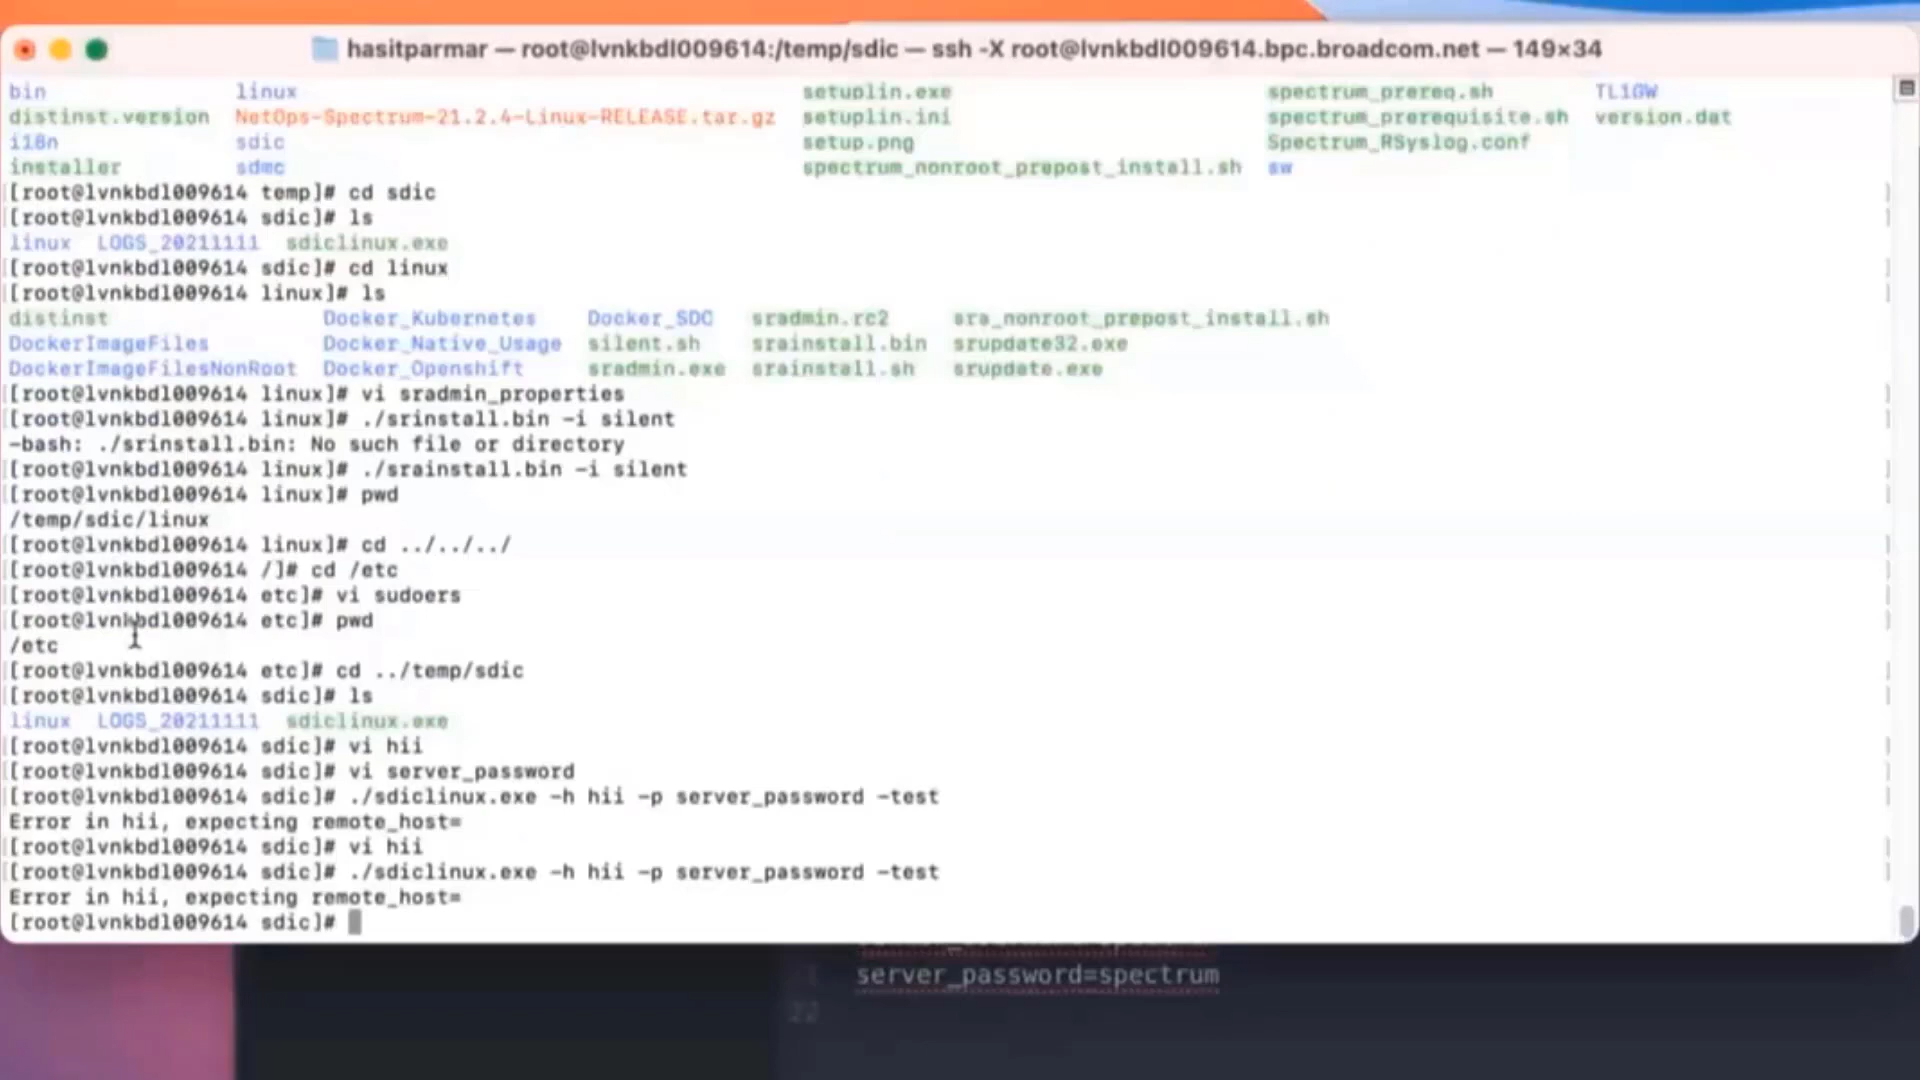 hasitparmar — root@lvnkbdl009614:/temp/sdic — ssh -X root@lvnkbdl009614.bpc.broadcom.net — 149×34
bin linux setuplin.exe spectrum_prereq.sh TL1GW
distinst.version NetOps-Spectrum-21.2.4-Linux-RELEASE.tar.gz setuplin.ini spectrum_prerequisite.sh version.dat
i18n sdic setup.png Spectrum_RSyslog.conf
installer sdmc spectrum_nonroot_prepost_install.sh sw
[root@lvnkbdl009614 temp]# cd sdic
[root@lvnkbdl009614 sdic]# ls
linux LOGS_20211111 sdiclinux.exe
[root@lvnkbdl009614 sdic]# cd linux
[root@lvnkbdl009614 linux]# ls
distinst Docker_Kubernetes Docker_SDC sradmin.rc2 sra_nonroot_prepost_install.sh
DockerImageFiles Docker_Native_Usage silent.sh srainstall.bin srupdate32.exe
DockerImageFilesNonRoot Docker_Openshift sradmin.exe srainstall.sh srupdate.exe
[root@lvnkbdl009614 linux]# vi sradmin_properties
[root@lvnkbdl009614 linux]# ./srinstall.bin -i silent
-bash: ./srinstall.bin: No such file or directory
[root@lvnkbdl009614 linux]# ./srainstall.bin -i silent
[root@lvnkbdl009614 linux]# pwd
/temp/sdic/linux
[root@lvnkbdl009614 linux]# cd ../../../
[root@lvnkbdl009614 /]# cd /etc
[root@lvnkbdl009614 etc]# vi sudoers
[root@lvnkbdl009614 etc]# pwd
/etc
[root@lvnkbdl009614 etc]# cd ../temp/sdic
[root@lvnkbdl009614 sdic]# ls
linux LOGS_20211111 sdiclinux.exe
[root@lvnkbdl009614 sdic]# vi hii
[root@lvnkbdl009614 sdic]# vi server_password
[root@lvnkbdl009614 sdic]# ./sdiclinux.exe -h hii -p server_password -test
Error in hii, expecting remote_host=
[root@lvnkbdl009614 sdic]# vi hii
[root@lvnkbdl009614 sdic]# ./sdiclinux.exe -h hii -p server_password -test
Error in hii, expecting remote_host=
[root@lvnkbdl009614 sdic]#
server_password=spectrum
22